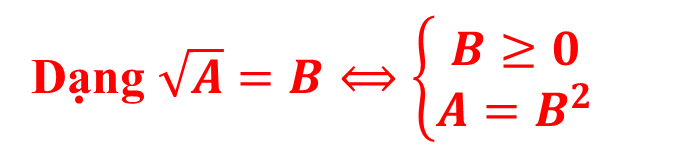 Dạng √A = B ⟺ { B ≥ 0
A = B²